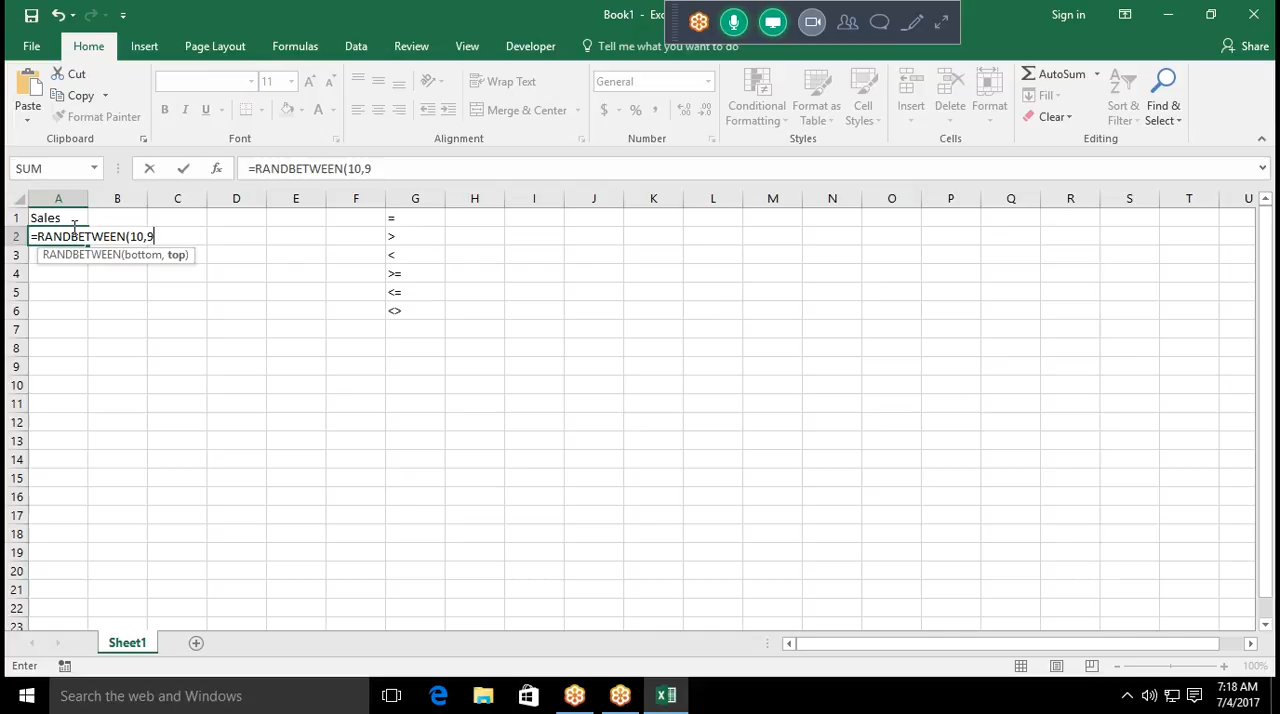 Book1 - Exc
Sign in
File
Home
Insert
Page Layout
Formulas
Data
Review
View
Developer
Tell me what you want to do
Share
Paste
Cut
Copy
Format Painter
Clipboard
11
B I U
Font
Wrap Text
Merge & Center
Alignment
General
$ % ,
Number
Conditional Formatting
Format as Table
Cell Styles
Styles
Insert
Delete
Format
Cells
AutoSum
Fill
Clear
Sort & Filter
Find & Select
Editing
SUM
fx
=RANDBETWEEN(10,9
A B C D E F G H I J K L M N O P Q R S T U
1 Sales =
2 =RANDBETWEEN(10,9 >
3 RANDBETWEEN(bottom, top) <
4 >=
5 <=
6 <>
7
8
9
10
11
12
13
14
15
16
17
18
19
20
21
22
23
Sheet1
Enter
100%
Search the web and Windows
7:18 AM
7/4/2017